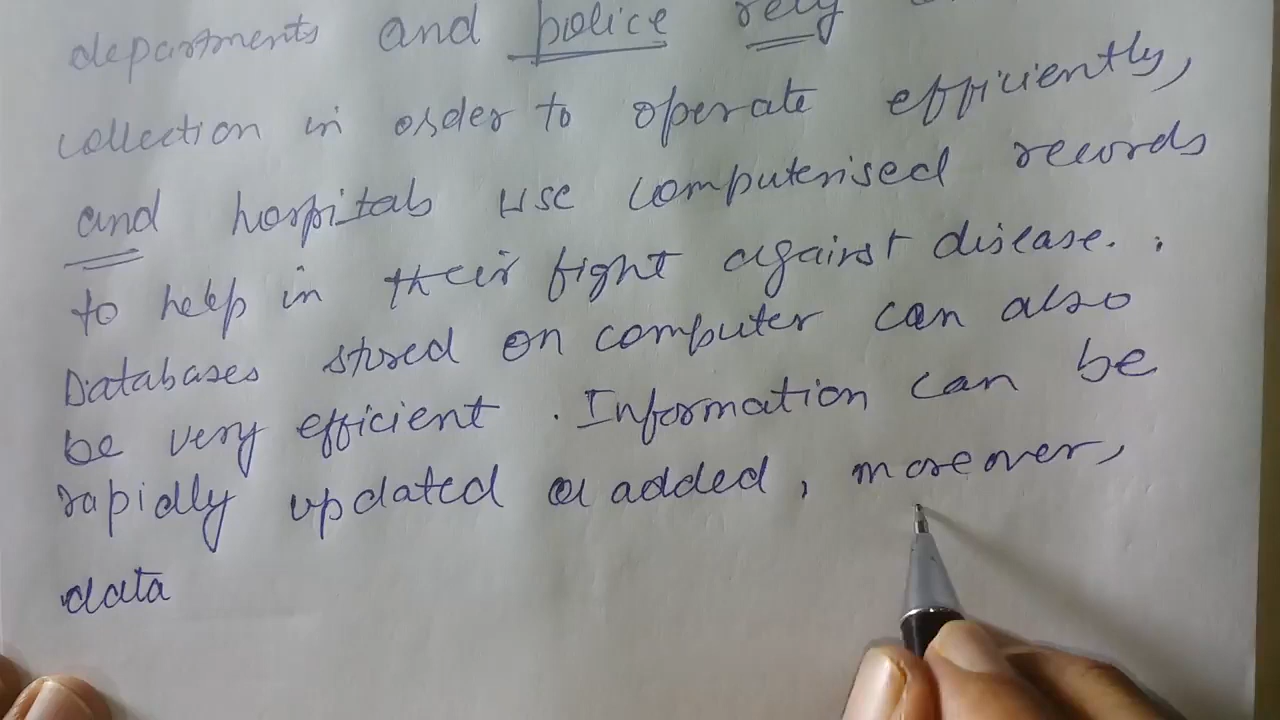 departments and police rely
collection in order to operate efficiently,
and hospitals use computerised records
to help in their fight against disease.
Databases stored on computer can also
be very efficient. Information can be
rapidly updated or added, moreover,
data